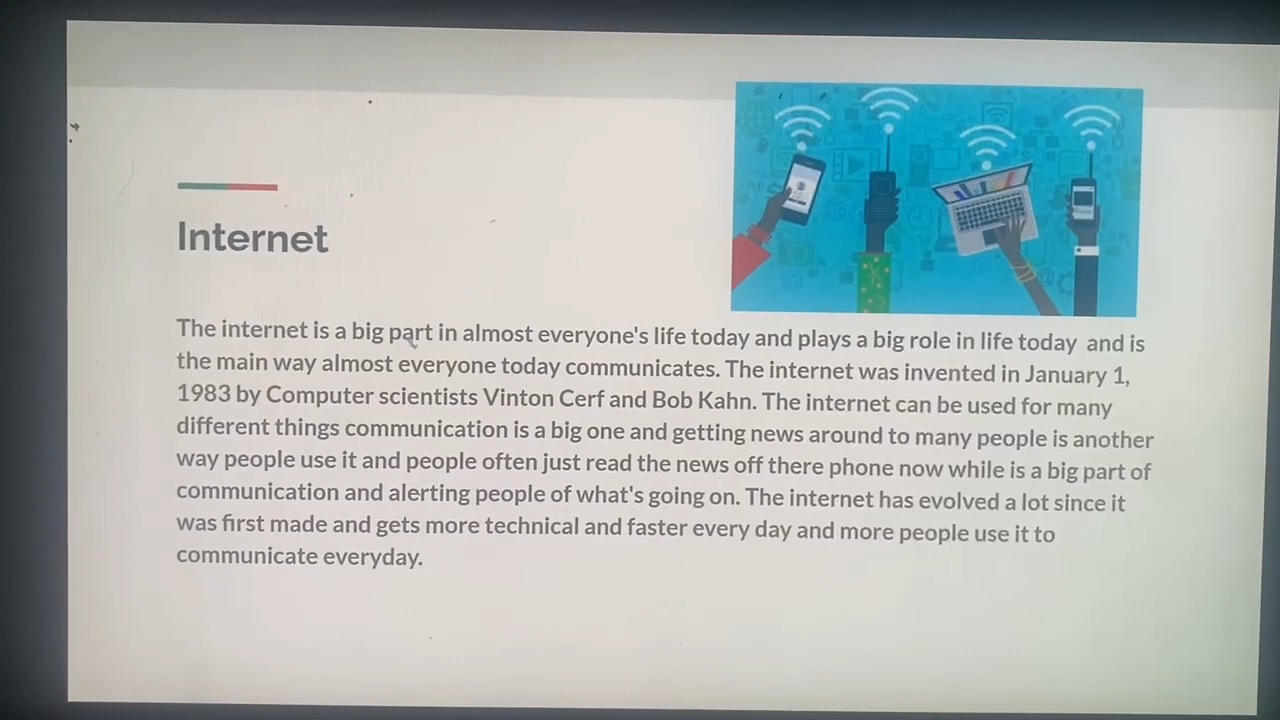 Internet
The internet is a big part in almost everyone's life today and plays a big role in life today and is
the main way almost everyone today communicates. The internet was invented in January 1,
1983 by Computer scientists Vinton Cerf and Bob Kahn. The internet can be used for many
different things communication is a big one and getting news around to many people is another
way people use it and people often just read the news off there phone now while is a big part of
communication and alerting people of what's going on. The internet has evolved a lot since it
was first made and gets more technical and faster every day and more people use it to
communicate everyday.